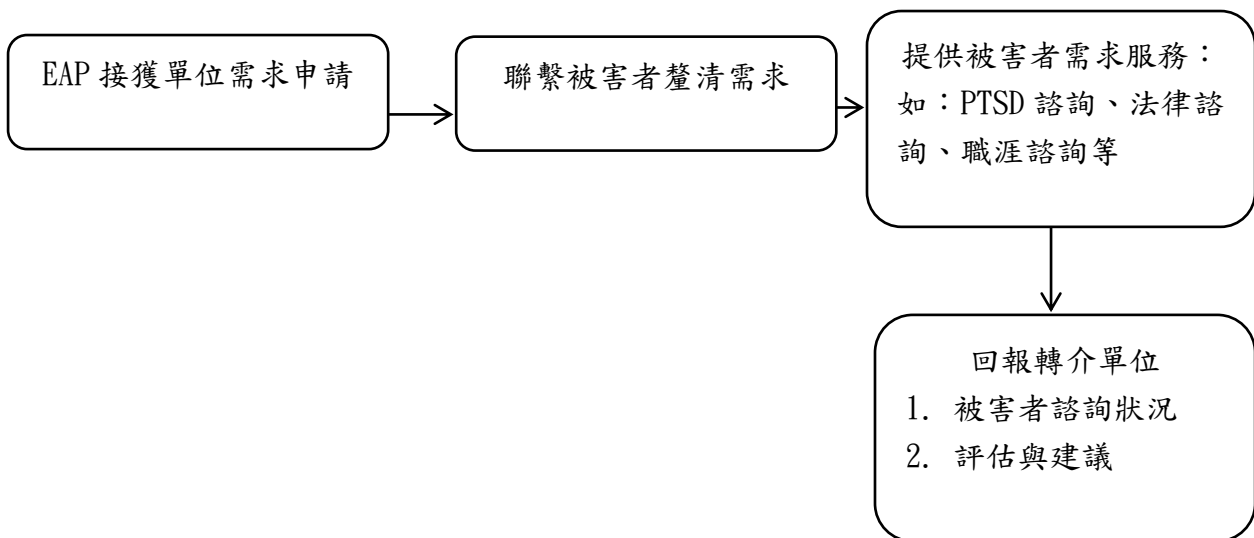 EAP 接獲單位需求申請
聯繫被害者釐清需求
提供被害者需求服務：
如：PTSD 諮詢、法律諮
詢、職涯諮詢等
回報轉介單位
1. 被害者諮詢狀況
2. 評估與建議